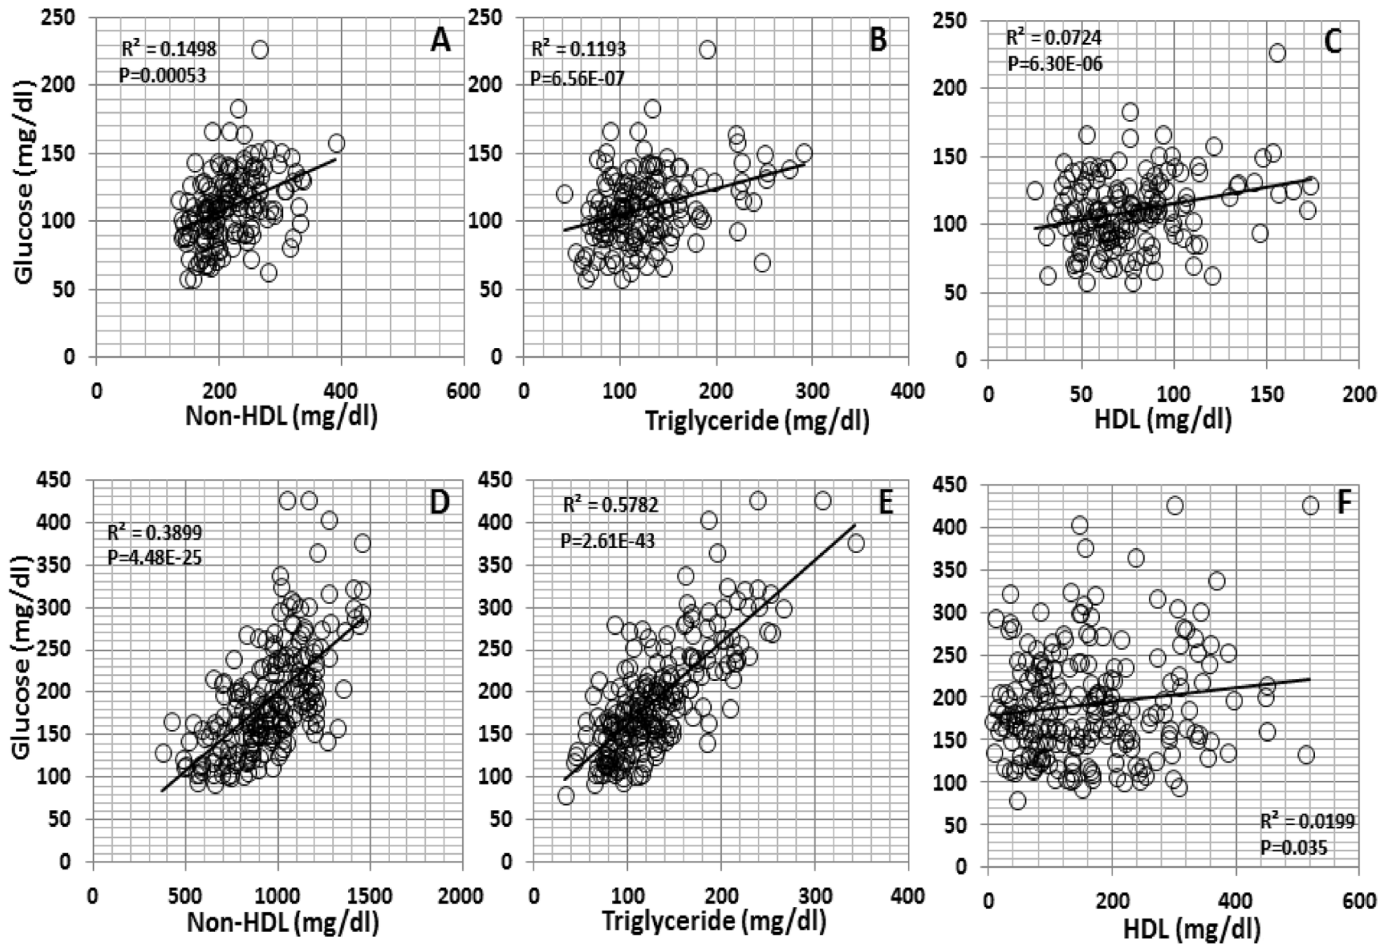 A
R² = 0.1498
P=0.00053
250
200
150
100
50
0
0 200 400 600
Glucose (mg/dl)
Non-HDL (mg/dl)
B
R² = 0.1193
P=6.56E-07
250
200
150
100
50
0
0 100 200 300 400
Triglyceride (mg/dl)
C
R² = 0.0724
P=6.30E-06
250
200
150
100
50
0
0 50 100 150 200
HDL (mg/dl)
D
R² = 0.3899
P=4.48E-25
450
400
350
300
250
200
150
100
50
0
0 500 1000 1500 2000
Glucose (mg/dl)
Non-HDL (mg/dl)
E
R² = 0.5782
P=2.61E-43
450
400
350
300
250
200
150
100
50
0
0 100 200 300 400
Triglyceride (mg/dl)
F
450
400
350
300
250
200
150
100
50
0
R² = 0.0199
P=0.035
0 200 400 600
HDL (mg/dl)